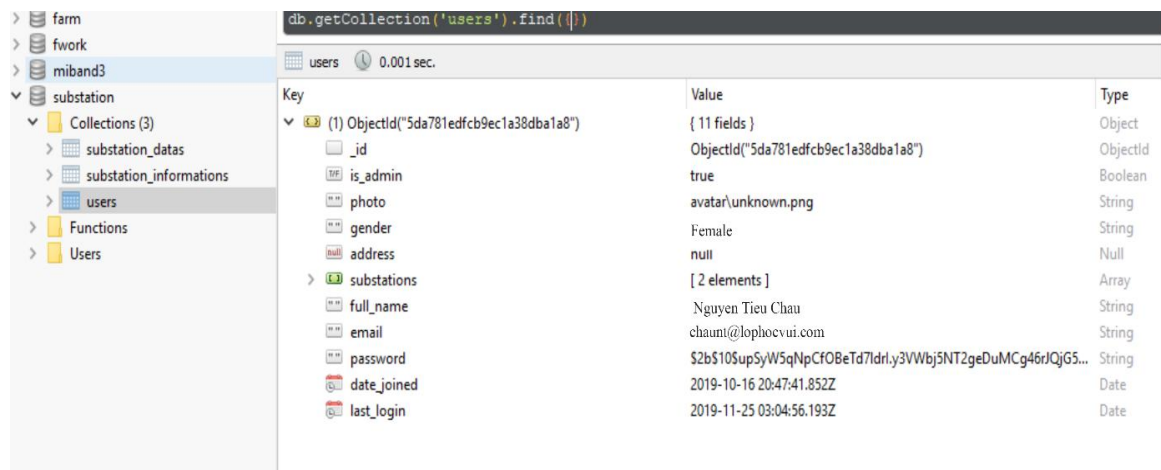 farm
fwork
miband3
substation
Collections (3)
substation_datas
substation_informations
users
Functions
Users
db.getCollection('users').find({})
users 0.001 sec.
Key Value Type
(1) ObjectId("5da781edfcb9ec1a38dba1a8") { 11 fields } Object
_id ObjectId("5da781edfcb9ec1a38dba1a8") ObjectId
is_admin true Boolean
photo avatar\unknown.png String
gender Female String
address null Null
substations [ 2 elements ] Array
full_name Nguyen Tieu Chau String
email chaunt@lophocvui.com String
password $2b$10$upSyW5qNpCfOBeTd7Idrl.y3VWbj5NT2geDuMCg46rJQjG5... String
date_joined 2019-10-16 20:47:41.852Z Date
last_login 2019-11-25 03:04:56.193Z Date